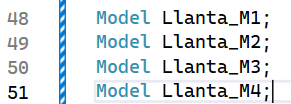 48 Model Llanta_M1;
49 Model Llanta_M2;
50 Model Llanta_M3;
51 Model Llanta_M4;